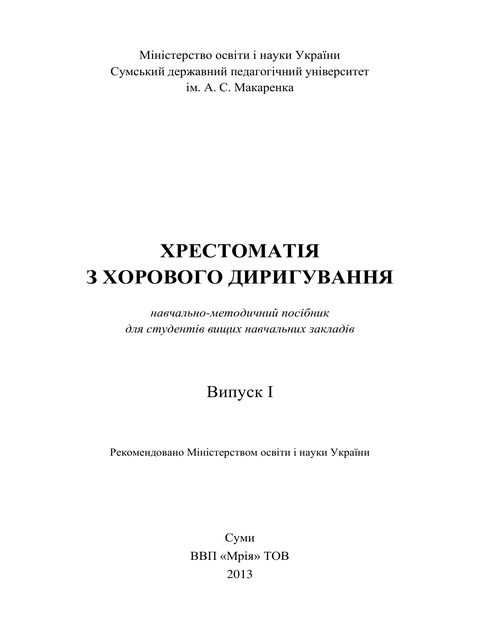 Міністерство освіти і науки України
Сумський державний педагогічний університет
ім. А. С. Макаренка
ХРЕСТОМАТІЯ
З ХОРОВОГО ДИРИГУВАННЯ
навчально-методичний посібник
для студентів вищих навчальних закладів
Випуск І
Рекомендовано Міністерством освіти і науки України
Суми
ВВП «Мрія» ТОВ
2013